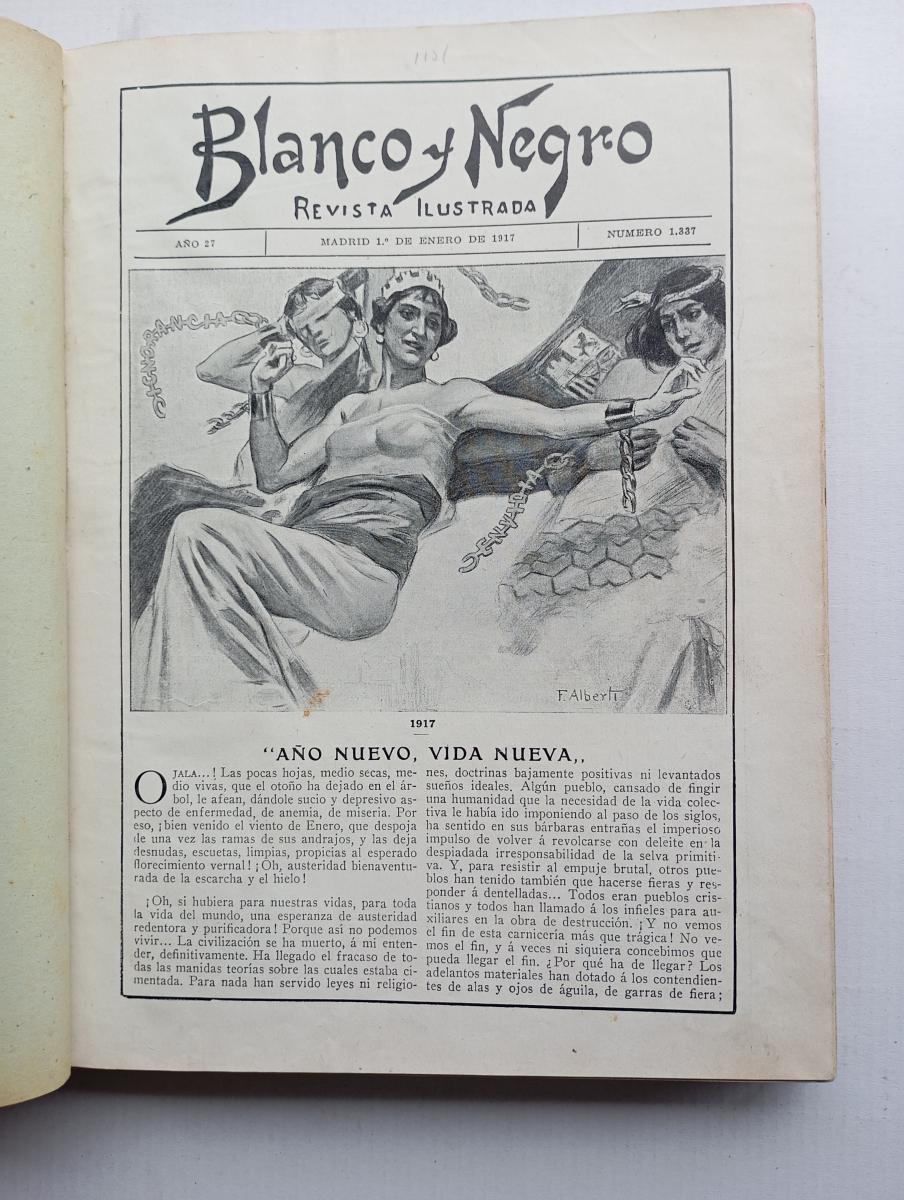 1131
Blanco y Negro
REVISTA ILUSTRADA
AÑO 27
MADRID 1.º DE ENERO DE 1917
NUMERO 1.337
F. Alberti
1917
"AÑO NUEVO, VIDA NUEVA,,
OJALA...! Las pocas hojas, medio secas, me-
dio vivas, que el otoño ha dejado en el ár-
bol, le afean, dándole sucio y depresivo as-
pecto de enfermedad, de anemia, de miseria. Por
eso, ¡bien venido el viento de Enero, que despoja
de una vez las ramas de sus andrajos, y las deja
desnudas, escuetas, limpias, propicias al esperado
florecimiento vernal! ¡Oh, austeridad bienaventu-
rada de la escarcha y el hielo!
¡Oh, si hubiera para nuestras vidas, para toda
la vida del mundo, una esperanza de austeridad
redentora y purificadora! Porque así no podemos
vivir... La civilización se ha muerto, á mi enten-
der, definitivamente. Ha llegado el fracaso de to-
das las manidas teorías sobre las cuales estaba ci-
mentada. Para nada han servido leyes ni religio-
nes, doctrinas bajamente positivas ni levantados
sueños ideales. Algún pueblo, cansado de fingir
una humanidad que la necesidad de la vida colec-
tiva le había ido imponiendo al paso de los siglos,
ha sentido en sus bárbaras entrañas el imperioso
impulso de volver á revolcarse con deleite en la
despiadada irresponsabilidad de la selva primiti-
va. Y, para resistir al empuje brutal, otros pue-
blos han tenido también que hacerse fieras y res-
ponder á dentelladas... Todos eran pueblos cris-
tianos y todos han llamado á los infieles para au-
xiliares en la obra de destrucción. ¡Y no vemos
el fin de esta carnicería más que trágica! No ve-
mos el fin, y á veces ni siquiera concebimos que
pueda llegar el fin. ¿Por qué ha de llegar? Los
adelantos materiales han dotado á los contendien-
tes de alas y ojos de águila, de garras de fiera;